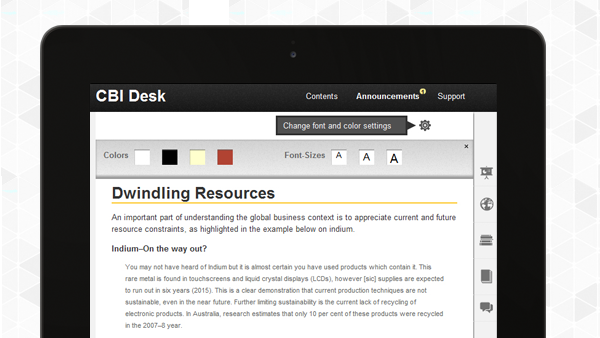 CBI Desk
Contents Announcements Support
Change font and color settings
Colors Font-Sizes A A A
×
Dwindling Resources
An important part of understanding the global business context is to appreciate current and future
resource constraints, as highlighted in the example below on indium.
Indium–On the way out?
You may not have heard of Indium but it is almost certain you have used products which contain it. This
rare metal is found in touchscreens and liquid crystal displays (LCDs), however [sic] supplies are expected
to run out in six years (2015). This is a clear demonstration that current production techniques are not
sustainable, even in the near future. Further limiting sustainability is the current lack of recycling of
electronic products. In Australia, research estimates that only 10 per cent of these products were recycled
in the 2007–8 year.